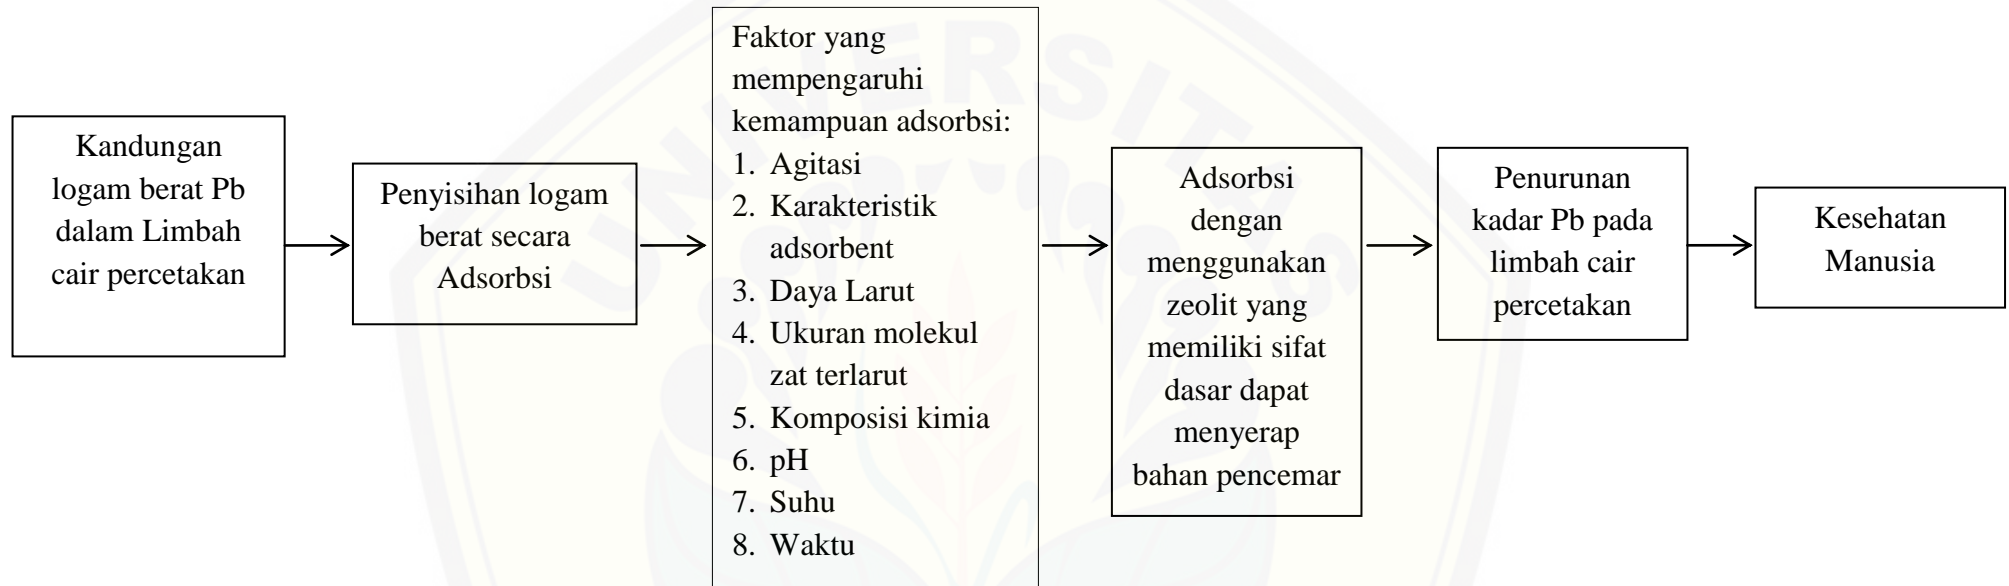 Kandungan
logam berat Pb
dalam Limbah
cair percetakan
Penyisihan logam
berat secara
Adsorbsi
Faktor yang
mempengaruhi
kemampuan adsorbsi:
1. Agitasi
2. Karakteristik
adsorbent
3. Daya Larut
4. Ukuran molekul
zat terlarut
5. Komposisi kimia
6. pH
7. Suhu
8. Waktu
Adsorbsi
dengan
menggunakan
zeolit yang
memiliki sifat
dasar dapat
menyerap
bahan pencemar
Penurunan
kadar Pb pada
limbah cair
percetakan
Kesehatan
Manusia
UNIVERSITAS